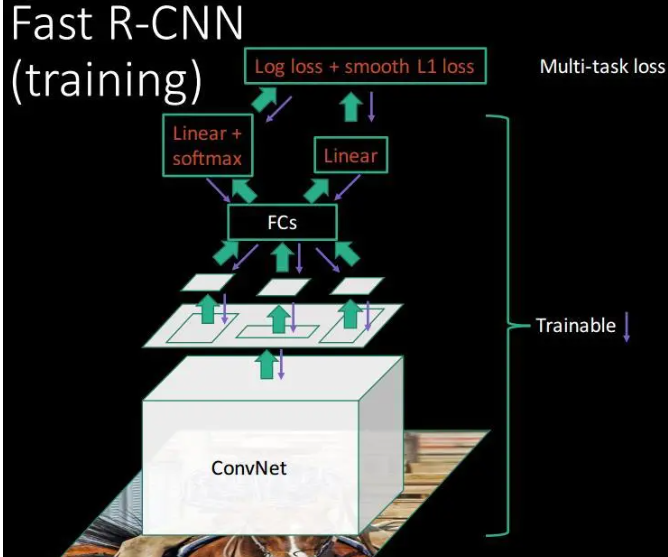 Fast R-CNN
(training)
Log loss + smooth L1 loss
Multi-task loss
Linear +
softmax
Linear
FCs
Trainable
ConvNet